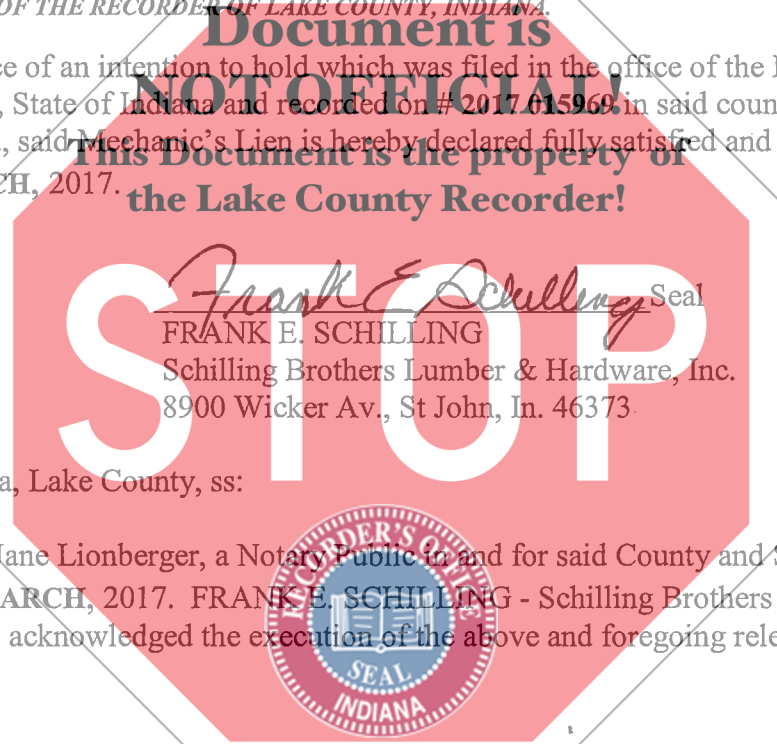 OF THE RECORDER OF LAKE COUNTY, INDIANA.
Document is
ce of an intention to hold which was filed in the office of the
NOT OFFICIAL!
, State of Indiana and recorded on # 2017 015969 in said coun
, said Mechanic's Lien is hereby declared fully satisfied and
This Document is the property of
CH, 2017.
the Lake County Recorder!
STOP
Frank E Schilling Seal
FRANK E. SCHILLING
Schilling Brothers Lumber & Hardware, Inc.
8900 Wicker Av., St John, In. 46373
a, Lake County, ss:
Jane Lionberger, a Notary Public in and for said County and S
ARCH, 2017. FRANK E. SCHILLING - Schilling Brothers
acknowledged the execution of the above and foregoing rele
RECORDER'S OFFICE
SEAL
INDIANA